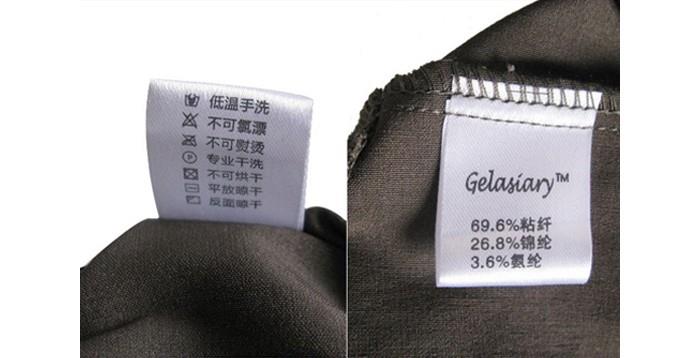 低温手洗
不可氯漂
不可熨烫
专业干洗
不可烘干
平放晾干
反面晾干
Gelasiary™
69.6%粘纤
26.8%锦纶
3.6%氨纶